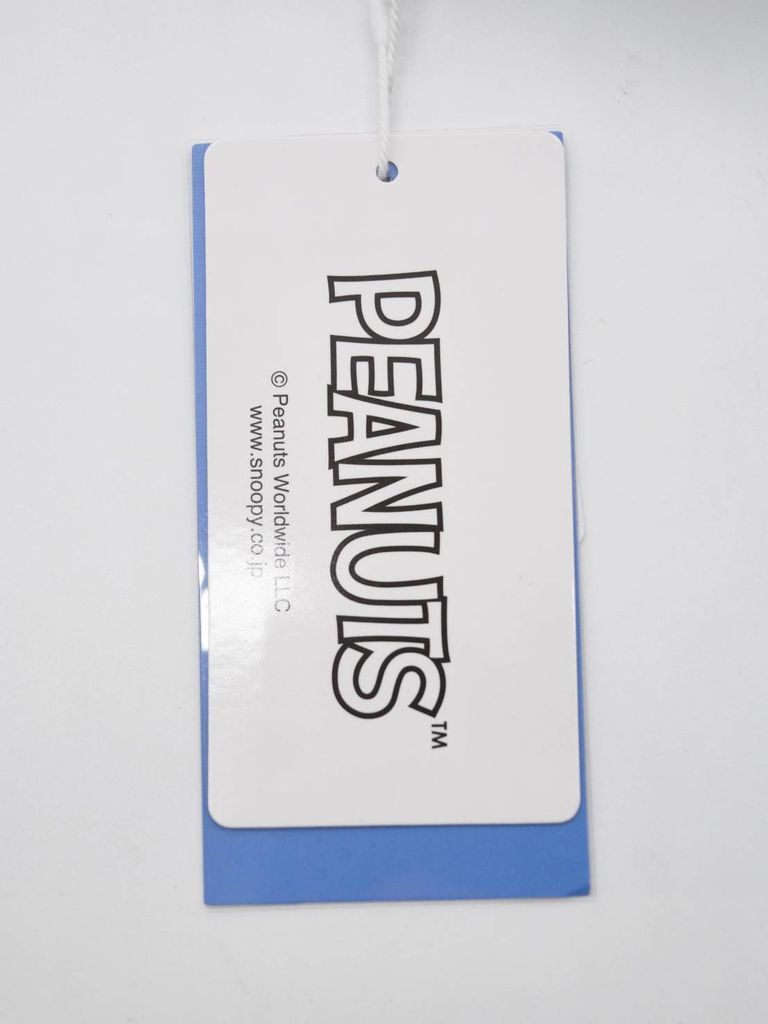 PEANUTS™
© Peanuts Worldwide LLC
www.snoopy.co.jp